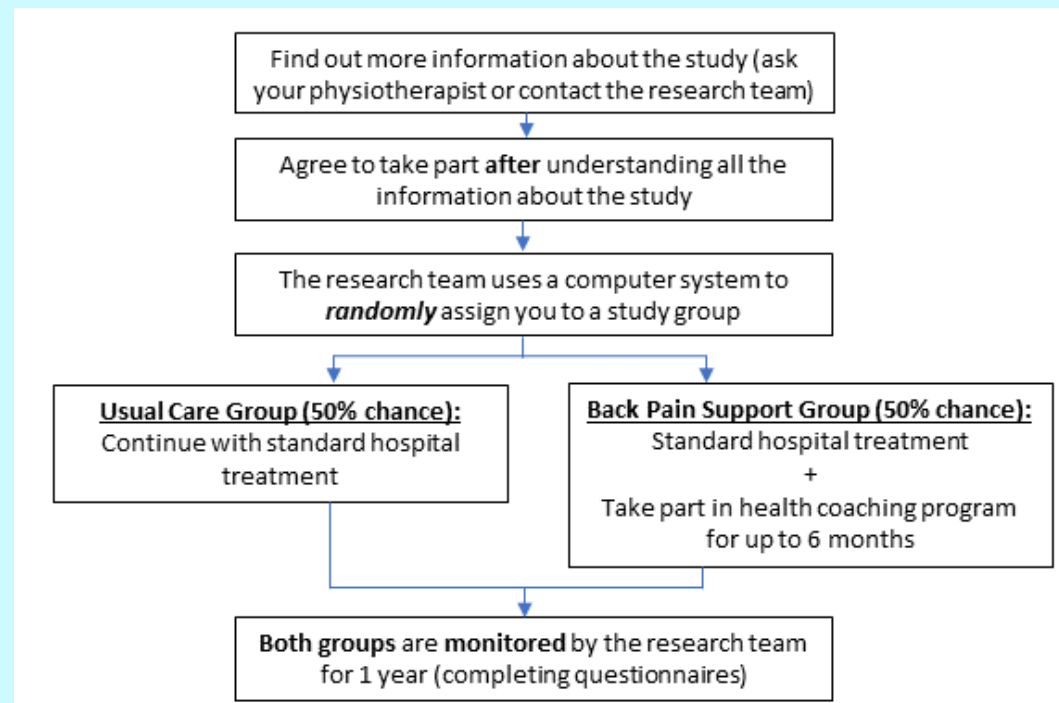 Find out more information about the study (ask
your physiotherapist or contact the research team)
Agree to take part after understanding all the
information about the study
The research team uses a computer system to
randomly assign you to a study group
Usual Care Group (50% chance):
Continue with standard hospital
treatment
Back Pain Support Group (50% chance):
Standard hospital treatment
+
Take part in health coaching program
for up to 6 months
Both groups are monitored by the research team
for 1 year (completing questionnaires)